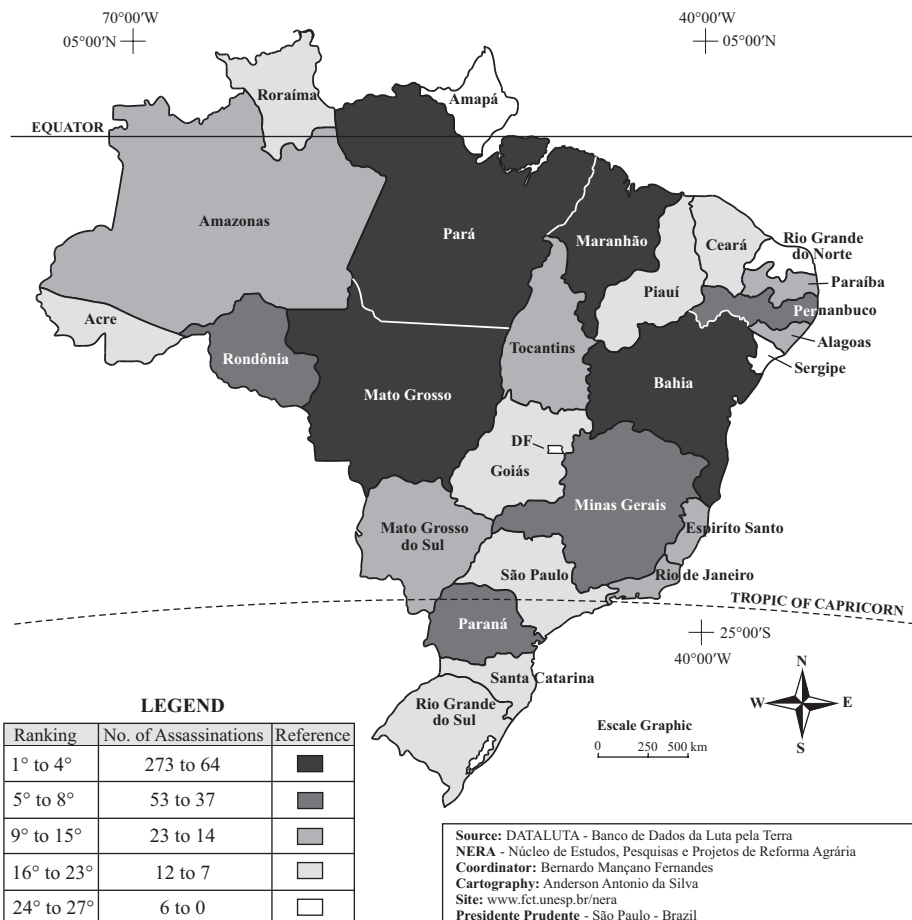 70°00′W
05°00′N
40°00′W
05°00′N
Roraíma
Amapá
EQUATOR
Amazonas
Pará
Maranhão
Ceará
Rio Grande
do Norte
Paraíba
Piauí
Pernanbuco
Acre
Rondônia
Tocantins
Alagoas
Sergipe
Mato Grosso
Bahia
DF
Goiás
Minas Gerais
Mato Grosso
do Sul
Espiríto Santo
São Paulo
Rio de Janeiro
TROPIC OF CAPRICORN
Paraná
25°00′S
40°00′W
Santa Catarina
Rio Grande
do Sul
N
W
E
S
Escale Graphic
0 250 500 km
LEGEND
Ranking No. of Assassinations Reference
1° to 4° 273 to 64
5° to 8° 53 to 37
9° to 15° 23 to 14
16° to 23° 12 to 7
24° to 27° 6 to 0
Source: DATALUTA - Banco de Dados da Luta pela Terra
NERA - Núcleo de Estudos, Pesquisas e Projetos de Reforma Agrária
Coordinator: Bernardo Mançano Fernandes
Cartography: Anderson Antonio da Silva
Site: www.fct.unesp.br/nera
Presidente Prudente - São Paulo - Brazil